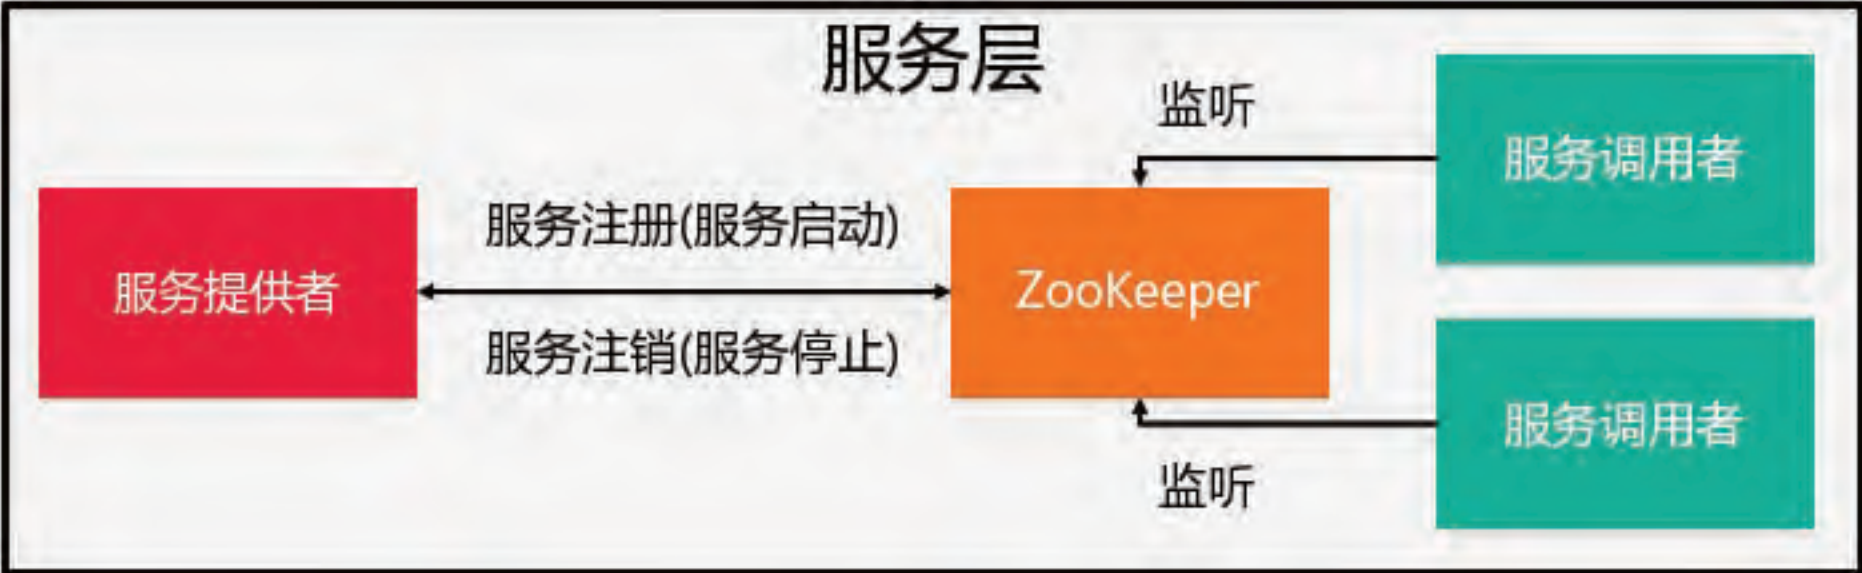 服务层
监听
服务调用者
服务注册(服务启动)
服务提供者
ZooKeeper
服务注销(服务停止)
服务调用者
监听